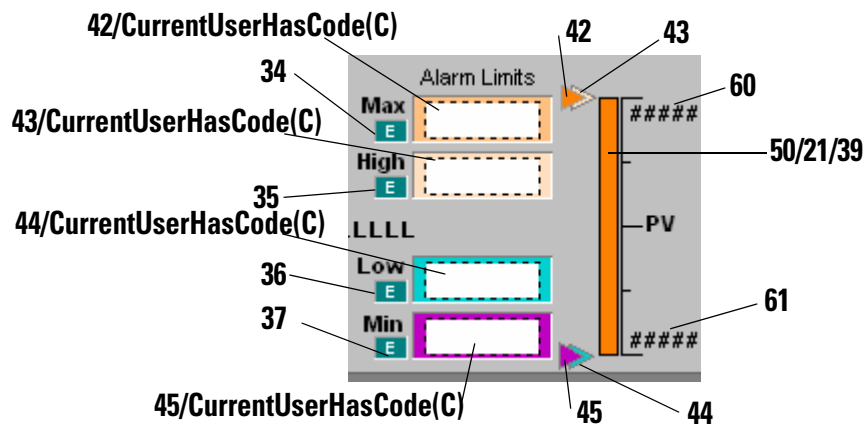 42/CurrentUserHasCode(C)
42
43
34
Alarm Limits
60
Max
#####
43/CurrentUserHasCode(C)
E
50/21/39
High
35
E
44/CurrentUserHasCode(C)
.LLLL
PV
Low
36
E
61
37
Min
#####
E
45/CurrentUserHasCode(C)
45
44